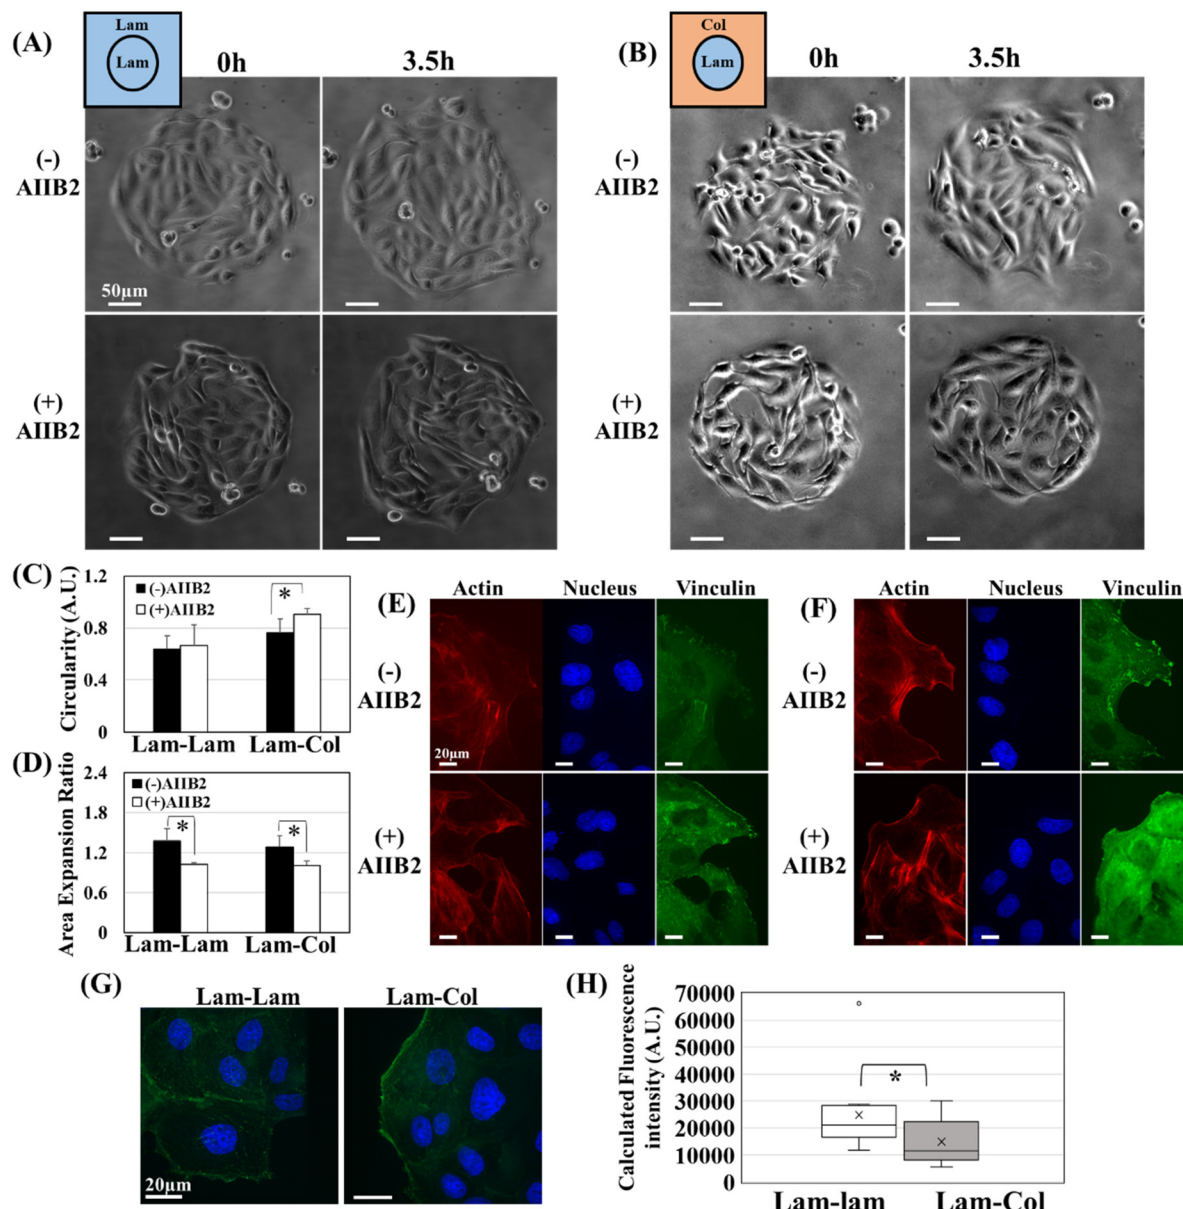 (A)
Lam
Lam
0h
3.5h
(-)
AIIB2
50μm
(+)
AIIB2
(B)
Col
Lam
0h
3.5h
(-)
AIIB2
(+)
AIIB2
(C)
Circularity (A.U.)
1.2
0.8
0.4
0
(-)AIIB2
(+)AIIB2
*
Lam-Lam
Lam-Col
(D)
Area Expansion Ratio
2.4
1.8
1.2
0.6
0
(-)AIIB2
(+)AIIB2
*
*
Lam-Lam
Lam-Col
(E)
Actin
Nucleus
Vinculin
(-)
AIIB2
20μm
(+)
AIIB2
(F)
Actin
Nucleus
Vinculin
(-)
AIIB2
(+)
AIIB2
(G)
Lam-Lam
Lam-Col
20μm
(H)
Calculated Fluorescence
intensity (A.U.)
70000
60000
50000
40000
30000
20000
10000
0
*
Lam-lam
Lam-Col